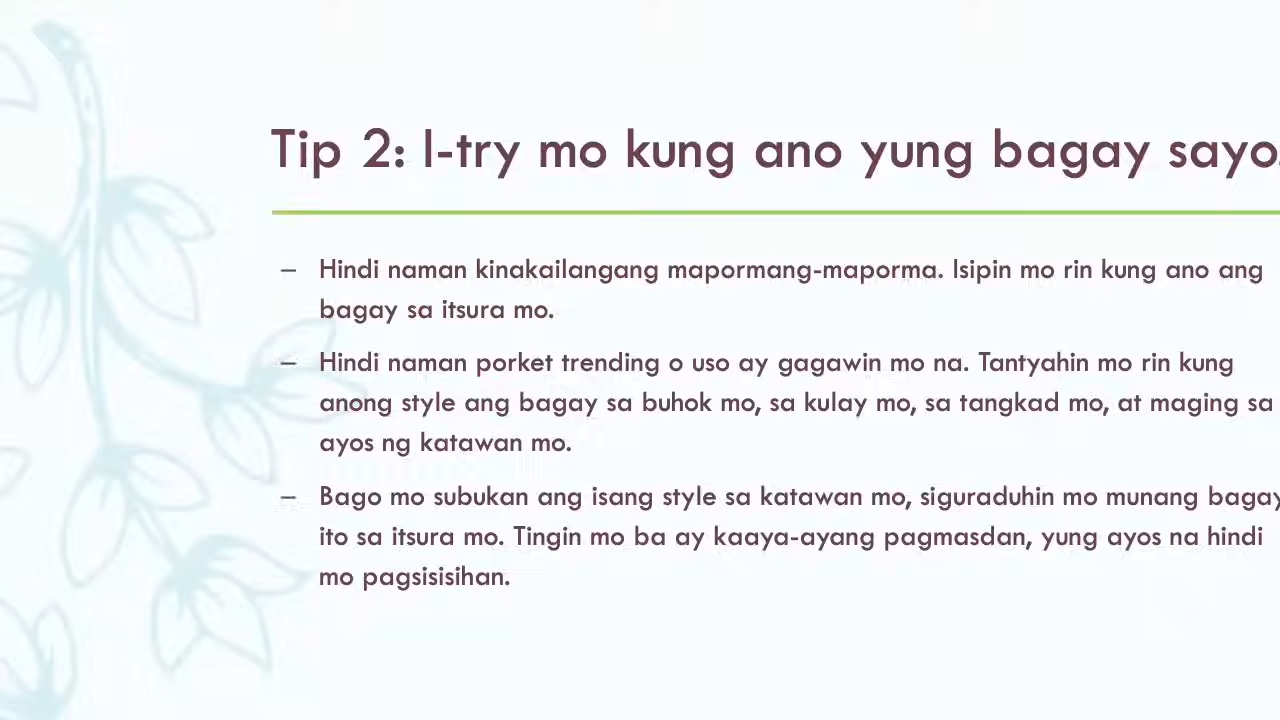 Tip 2: I-try mo kung ano yung bagay sayo.
– Hindi naman kinakailangang mapormang-maporma. Isipin mo rin kung ano ang
bagay sa itsura mo.
– Hindi naman porket trending o uso ay gagawin mo na. Tantyahin mo rin kung
anong style ang bagay sa buhok mo, sa kulay mo, sa tangkad mo, at maging sa
ayos ng katawan mo.
– Bago mo subukan ang isang style sa katawan mo, siguraduhin mo munang bagay
ito sa itsura mo. Tingin mo ba ay kaaya-ayang pagmasdan, yung ayos na hindi
mo pagsisisihan.